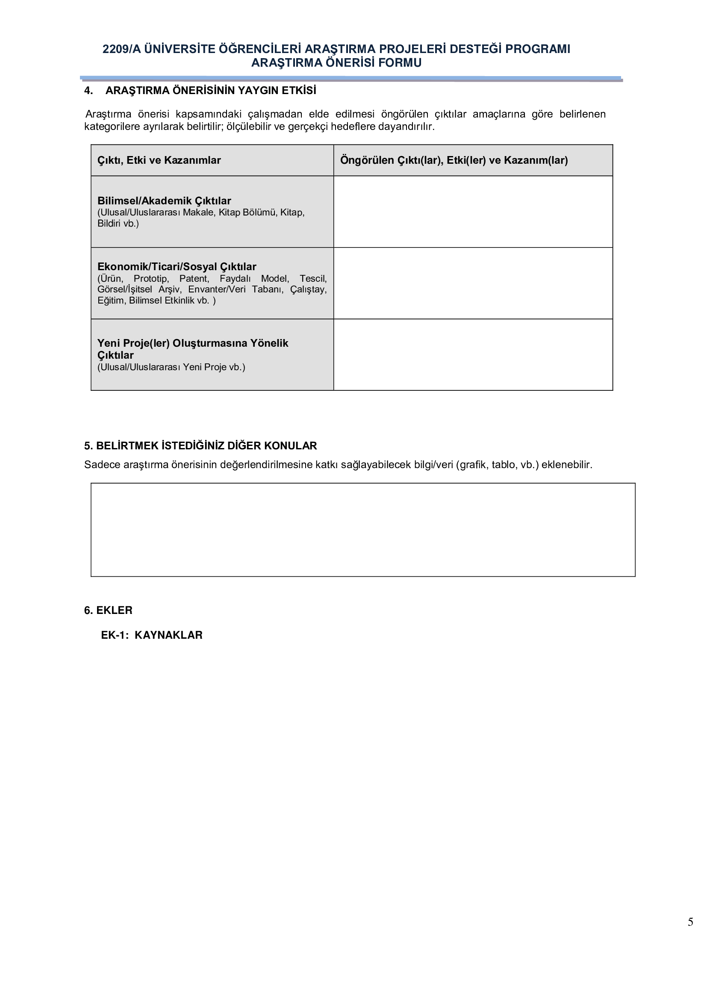 2209/A ÜNİVERSİTE ÖĞRENCİLERİ ARAŞTIRMA PROJELERİ DESTEĞİ PROGRAMI
ARAŞTIRMA ÖNERİSİ FORMU
4. ARAŞTIRMA ÖNERİSİNİN YAYGIN ETKİSİ
Araştırma önerisi kapsamındaki çalışmadan elde edilmesi öngörülen çıktılar amaçlarına göre belirlenen
kategorilere ayrılarak belirtilir; ölçülebilir ve gerçekçi hedeflere dayandırılır.
Çıktı, Etki ve Kazanımlar
Öngörülen Çıktı(lar), Etki(ler) ve Kazanım(lar)
Bilimsel/Akademik Çıktılar
(Ulusal/Uluslararası Makale, Kitap Bölümü, Kitap,
Bildiri vb.)
Ekonomik/Ticari/Sosyal Çıktılar
(Ürün, Prototip, Patent, Faydalı Model, Tescil,
Görsel/İşitsel Arşiv, Envanter/Veri Tabanı, Çalıştay,
Eğitim, Bilimsel Etkinlik vb. )
Yeni Proje(ler) Oluşturmasına Yönelik
Çıktılar
(Ulusal/Uluslararası Yeni Proje vb.)
5. BELİRTMEK İSTEDİĞİNİZ DİĞER KONULAR
Sadece araştırma önerisinin değerlendirilmesine katkı sağlayabilecek bilgi/veri (grafik, tablo, vb.) eklenebilir.
6. EKLER
EK-1: KAYNAKLAR
5